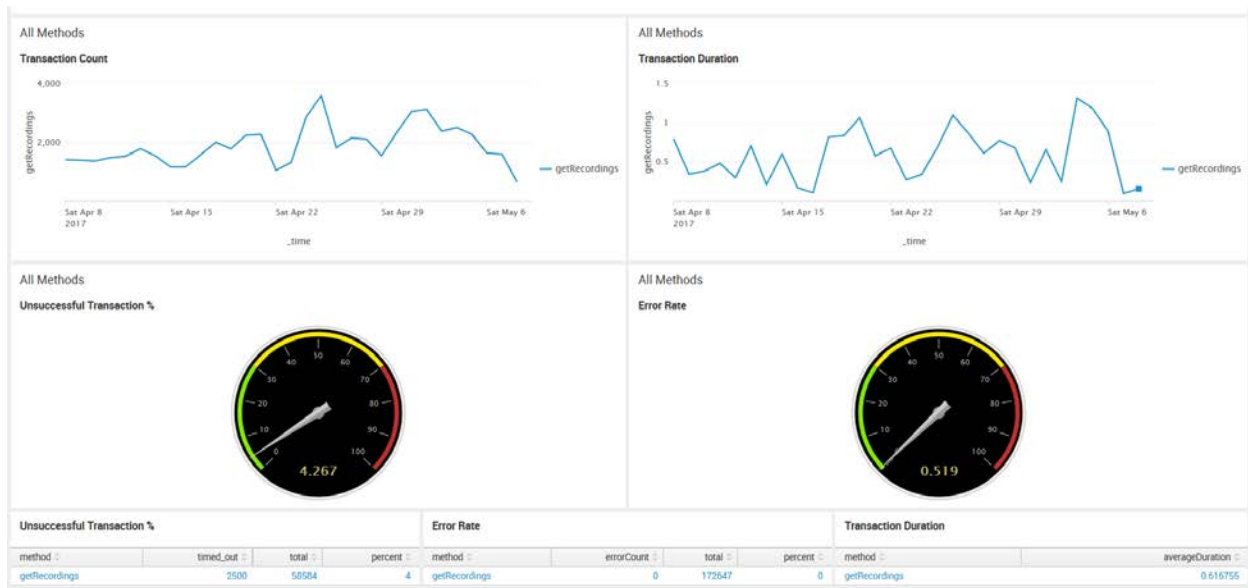 All Methods
Transaction Count
4,000
2,000
getRecordings
getRecordings
Sat Apr 8
2017
Sat Apr 15
Sat Apr 22
Sat Apr 29
Sat May 6
_time
All Methods
Transaction Duration
1.5
1
0.5
getRecordings
getRecordings
Sat Apr 8
2017
Sat Apr 15
Sat Apr 22
Sat Apr 29
Sat May 6
_time
All Methods
Unsuccessful Transaction %
0
10
20
30
40
50
60
70
80
90
100
4.267
All Methods
Error Rate
10
20
30
40
50
60
70
80
90
100
0.519
Unsuccessful Transaction %
method timed_out total percent
getRecordings 2500 58584 4
Error Rate
method errorCount total percent
getRecordings 0 172647 0
Transaction Duration
method averageDuration
getRecordings 0.616755